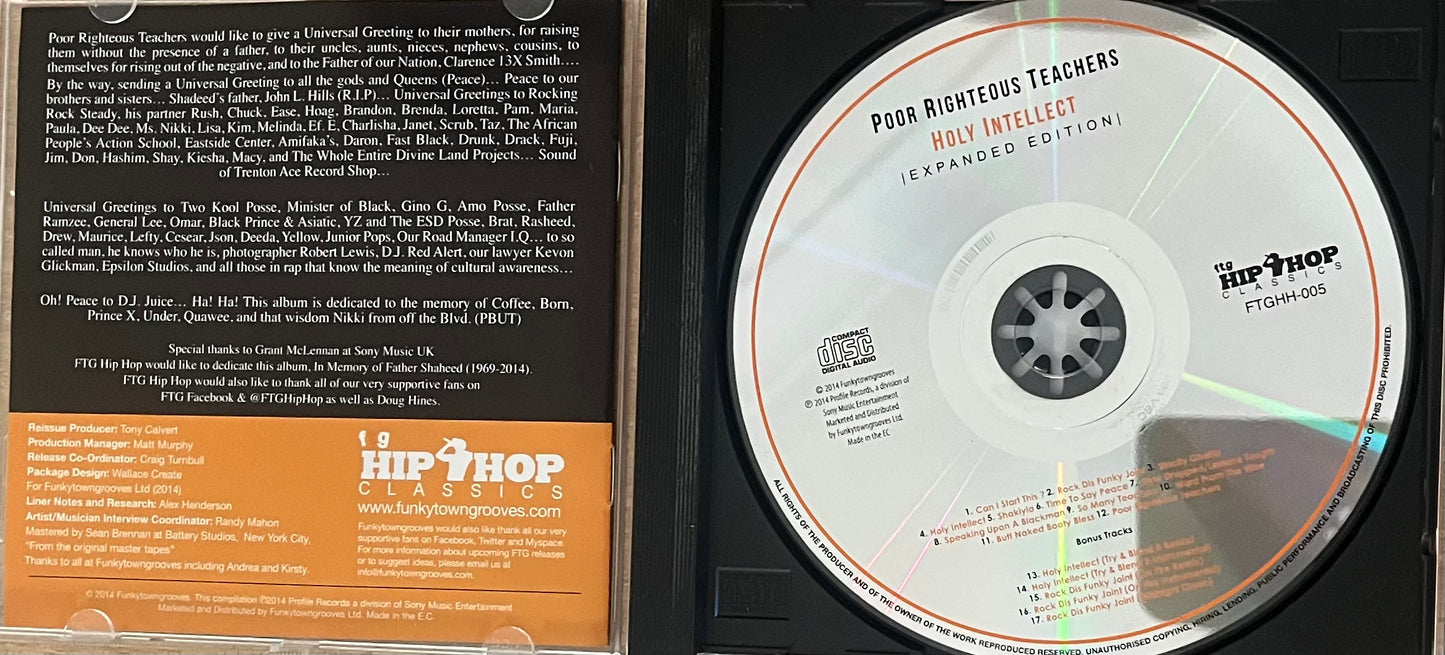 Poor Righteous Teachers would like to give a Universal Greeting to their mothers, for raising
them without the presence of a father, to their uncles, aunts, nieces, nephews, cousins, to
themselves for rising out of the negative, and to the Father of our Nation, Clarence 13X Smith....
By the way, sending a Universal Greeting to all the gods and Queens (Peace)... Peace to our
brothers and sisters... Shadeed's father, John L. Hills (R.I.P)... Universal Greetings to Rocking
Rock Steady, his partner Rush, Chuck, Ease, Hoag, Brandon, Brenda, Loretta, Pam, Maria,
Paula, Dee Dee, Ms. Nikki, Lisa, Kim, Melinda, Ef. E, Charlisha, Janet, Scrub, Taz, The African
People's Action School, Eastside Center, Amifaka's, Daron, Fast Black, Drunk, Drack, Fuji,
Jim, Don, Hashim, Shay, Kiesha, Macy, and The Whole Entire Divine Land Projects... Sound
of Trenton Ace Record Shop...
Universal Greetings to Two Kool Posse, Minister of Black, Gino G, Amo Posse, Father
Ramzee, General Lee, Omar, Black Prince & Asiatic, YZ and The ESD Posse, Brat, Rasheed,
Drew, Maurice, Lefty, Cesear, Json, Deeda, Yellow, Junior Pops, Our Road Manager I.Q... to so
called man, he knows who he is, photographer Robert Lewis, D.J. Red Alert, our lawyer Kevon
Glickman, Epsilon Studios, and all those in rap that know the meaning of cultural awareness...
Oh! Peace to D.J. Juice... Ha! Ha! This album is dedicated to the memory of Coffee, Born,
Prince X, Under, Quawee, and that wisdom Nikki from off the Blvd. (PBUT)
Special thanks to Grant McLennan at Sony Music UK
FTG Hip Hop would like to dedicate this album, In Memory of Father Shaheed (1969-2014).
FTG Hip Hop would also like to thank all of our very supportive fans on
FTG Facebook & @FTGHipHop as well as Doug Hines.
Reissue Producer: Tony Calvert
Production Manager: Matt Murphy
Release Co-Ordinator: Craig Turnbull
Package Design: Wallace Create
For Funkytowngrooves Ltd (2014)
Liner Notes and Research: Alex Henderson
Artist/Musician Interview Coordinator: Randy Mahon
Mastered by Sean Brennan at Battery Studios, New York City,
"From the original master tapes"
Thanks to all at Funkytowngrooves including Andrea and Kirsty.
ftg
HIP HOP
CLASSICS
www.funkytowngrooves.com
Funkytowngrooves would also like thank all our very
supportive fans on Facebook, Twitter and Myspace.
For more information about upcoming FTG releases
or to suggest ideas, please email us at
info@funkytowngrooves.com
© 2014 Funkytowngrooves. This compilation ℗2014 Profile Records a division of Sony Music Entertainment
Marketed and Distributed by Funkytowngrooves Ltd. Made in the E.C.
POOR RIGHTEOUS TEACHERS
HOLY INTELLECT
|EXPANDED EDITION|
ftg
HIP HOP
CLASSICS
FTGHH-005
COMPACT
disc
DIGITAL AUDIO
© 2014 Funkytowngrooves
℗ 2014 Profile Records, a division of
Sony Music Entertainment
Marketed and Distributed
by Funkytowngrooves Ltd.
Made in the EC
1. Can I Start This ? 2. Rock Dis Funky Joint 3. Strictly Ghetto
4. Holy Intellect 5. Shakiyla 6. Time To Say Peace 7.
8. Speaking Upon A Blackman 9. So Many Teachers 10. Word From The Wise
11. Butt Naked Booty Bless 12. Poor Righteous Teachers
Bonus Tracks
13. Holy Intellect (Try &
14. Holy Intellect (Try &
15. Rock Dis Funky Joint
16. Rock Dis Funky Joint
17. Rock Dis Funky Joint
ALL RIGHTS OF THE PRODUCER AND OF THE OWNER OF THE WORK REPRODUCED RESERVED. UNAUTHORISED COPYING, HIRING, LENDING, PUBLIC PERFORMANCE AND BROADCASTING OF THIS DISC PROHIBITED.